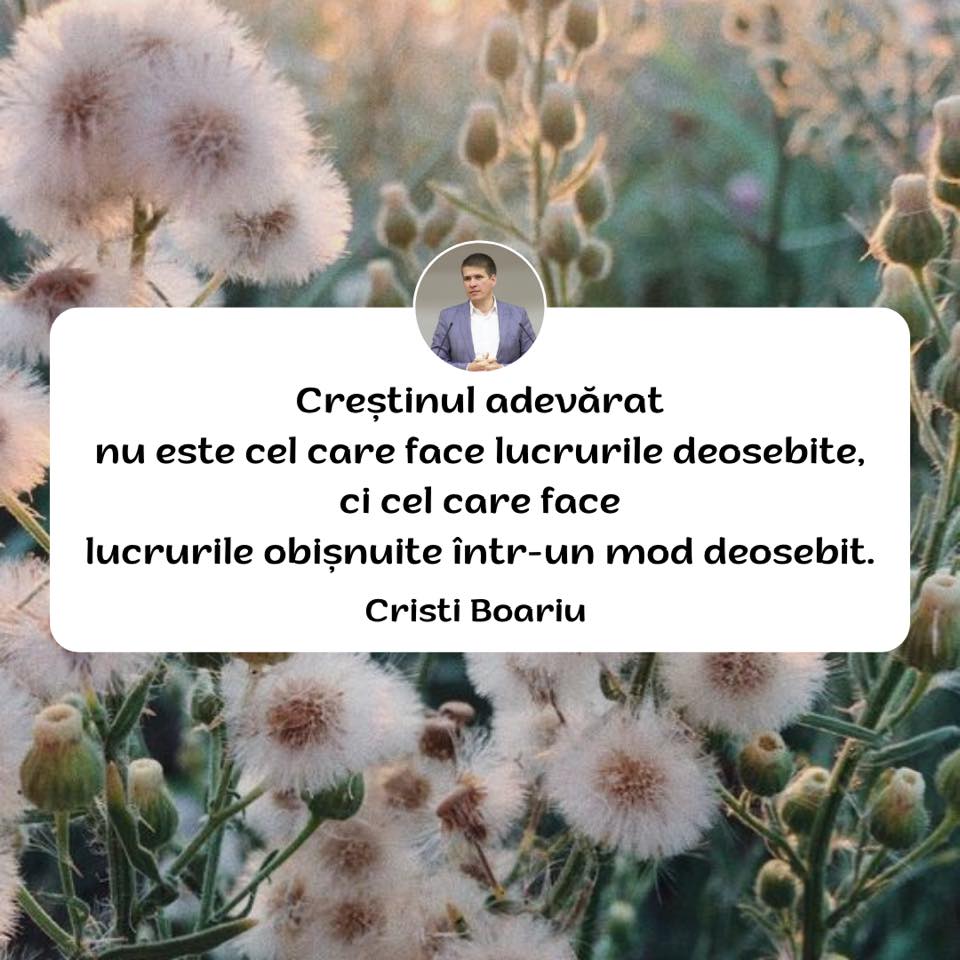 Creștinul adevărat
nu este cel care face lucrurile deosebite,
ci cel care face
lucrurile obișnuite într-un mod deosebit.
Cristi Boariu